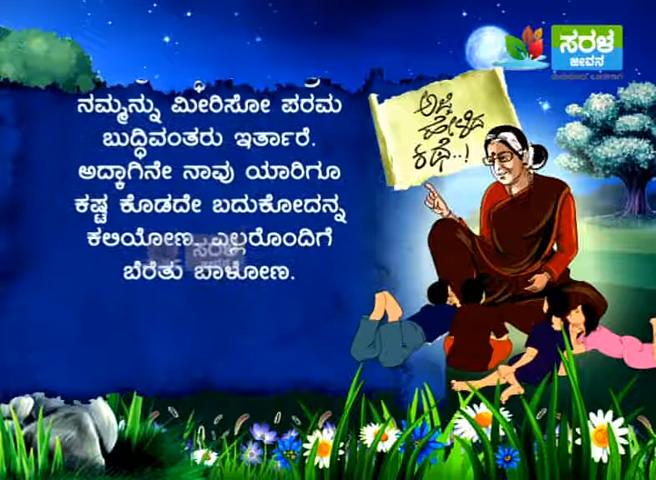 ಸರಳ
ಜೀವನ
ಅಜ್ಜಿ
ಹೇಳಿದ
ಕಥೆ..!
ನಮ್ಮನ್ನು ಮೀರಿಸೋ ಪರಮ
ಬುದ್ಧಿವಂತರು ಇರ್ತಾರೆ.
ಅದ್ಕಾಗಿನೇ ನಾವು ಯಾರಿಗೂ
ಕಷ್ಟ ಕೊಡದೇ ಬದುಕೋದನ್ನ
ಕಲಿಯೋಣ. ಎಲ್ಲರೊಂದಿಗೆ
ಬೆರೆತು ಬಾಳೋಣ.